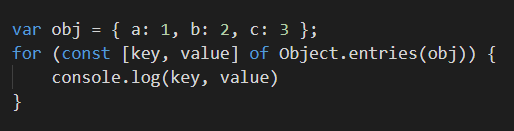 var obj = { a: 1, b: 2, c: 3 };
for (const [key, value] of Object.entries(obj)) {
    console.log(key, value)
}